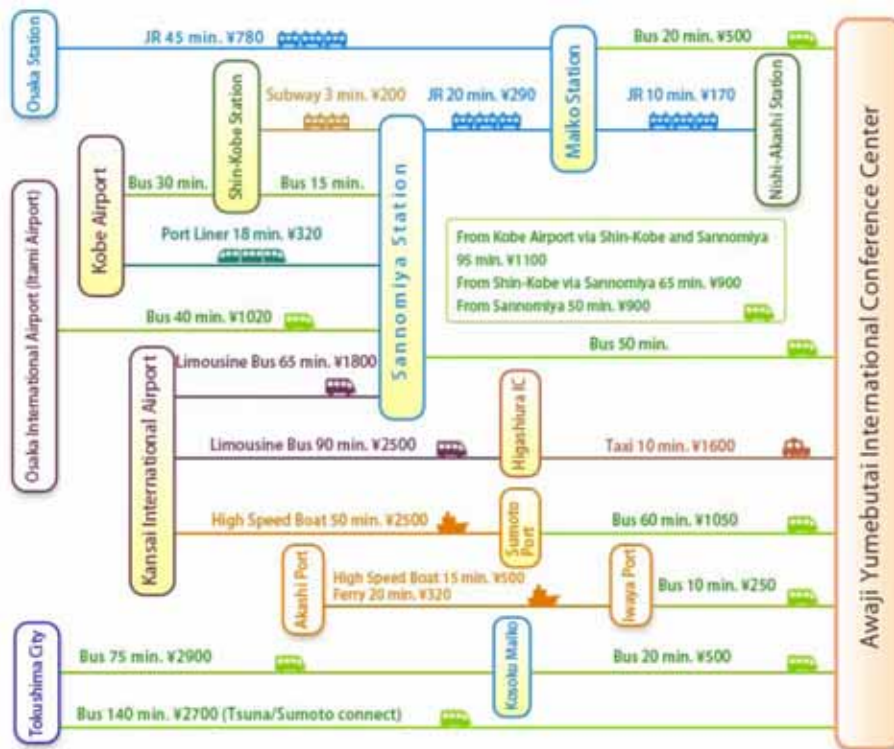 Osaka Station
JR 45 min. ¥780
Maiko Station
Bus 20 min. ¥500
Awaji Yumebutai International Conference Center
Shin-Kobe Station
Subway 3 min. ¥200
Sannomiya Station
JR 20 min. ¥290
JR 10 min. ¥170
Nishi-Akashi Station
Kobe Airport
Bus 30 min.
Bus 15 min.
Port Liner 18 min. ¥320
From Kobe Airport via Shin-Kobe and Sannomiya
95 min. ¥1100
From Shin-Kobe via Sannomiya 65 min. ¥900
From Sannomiya 50 min. ¥900
Osaka International Airport (Itami Airport)
Bus 40 min. ¥1020
Bus 50 min.
Kansai International Airport
Limousine Bus 65 min. ¥1800
Limousine Bus 90 min. ¥2500
Higashiura IC
Taxi 10 min. ¥1600
High Speed Boat 50 min. ¥2500
Sumoto
Port
Bus 60 min. ¥1050
Akashi Port
High Speed Boat 15 min. ¥500
Ferry 20 min. ¥320
Iwaya Port
Bus 10 min. ¥250
Tokushima City
Bus 75 min. ¥2900
Kosoku Maiko
Bus 20 min. ¥500
Bus 140 min. ¥2700 (Tsuna/Sumoto connect)